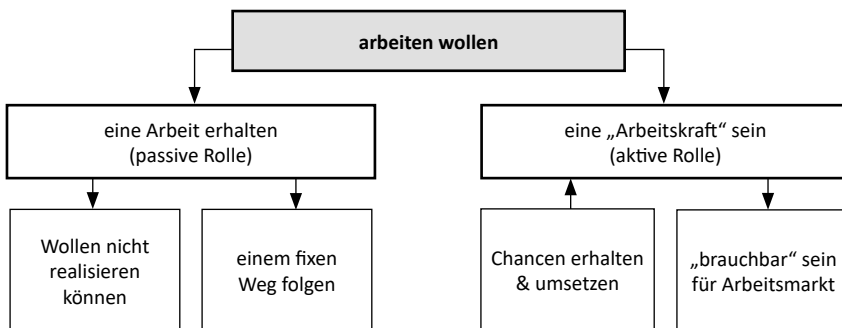 arbeiten wollen
eine Arbeit erhalten
(passive Rolle)
eine „Arbeitskraft“ sein
(aktive Rolle)
Wollen nicht
realisieren
können
einem fixen
Weg folgen
Chancen erhalten
& umsetzen
„brauchbar“ sein
für Arbeitsmarkt